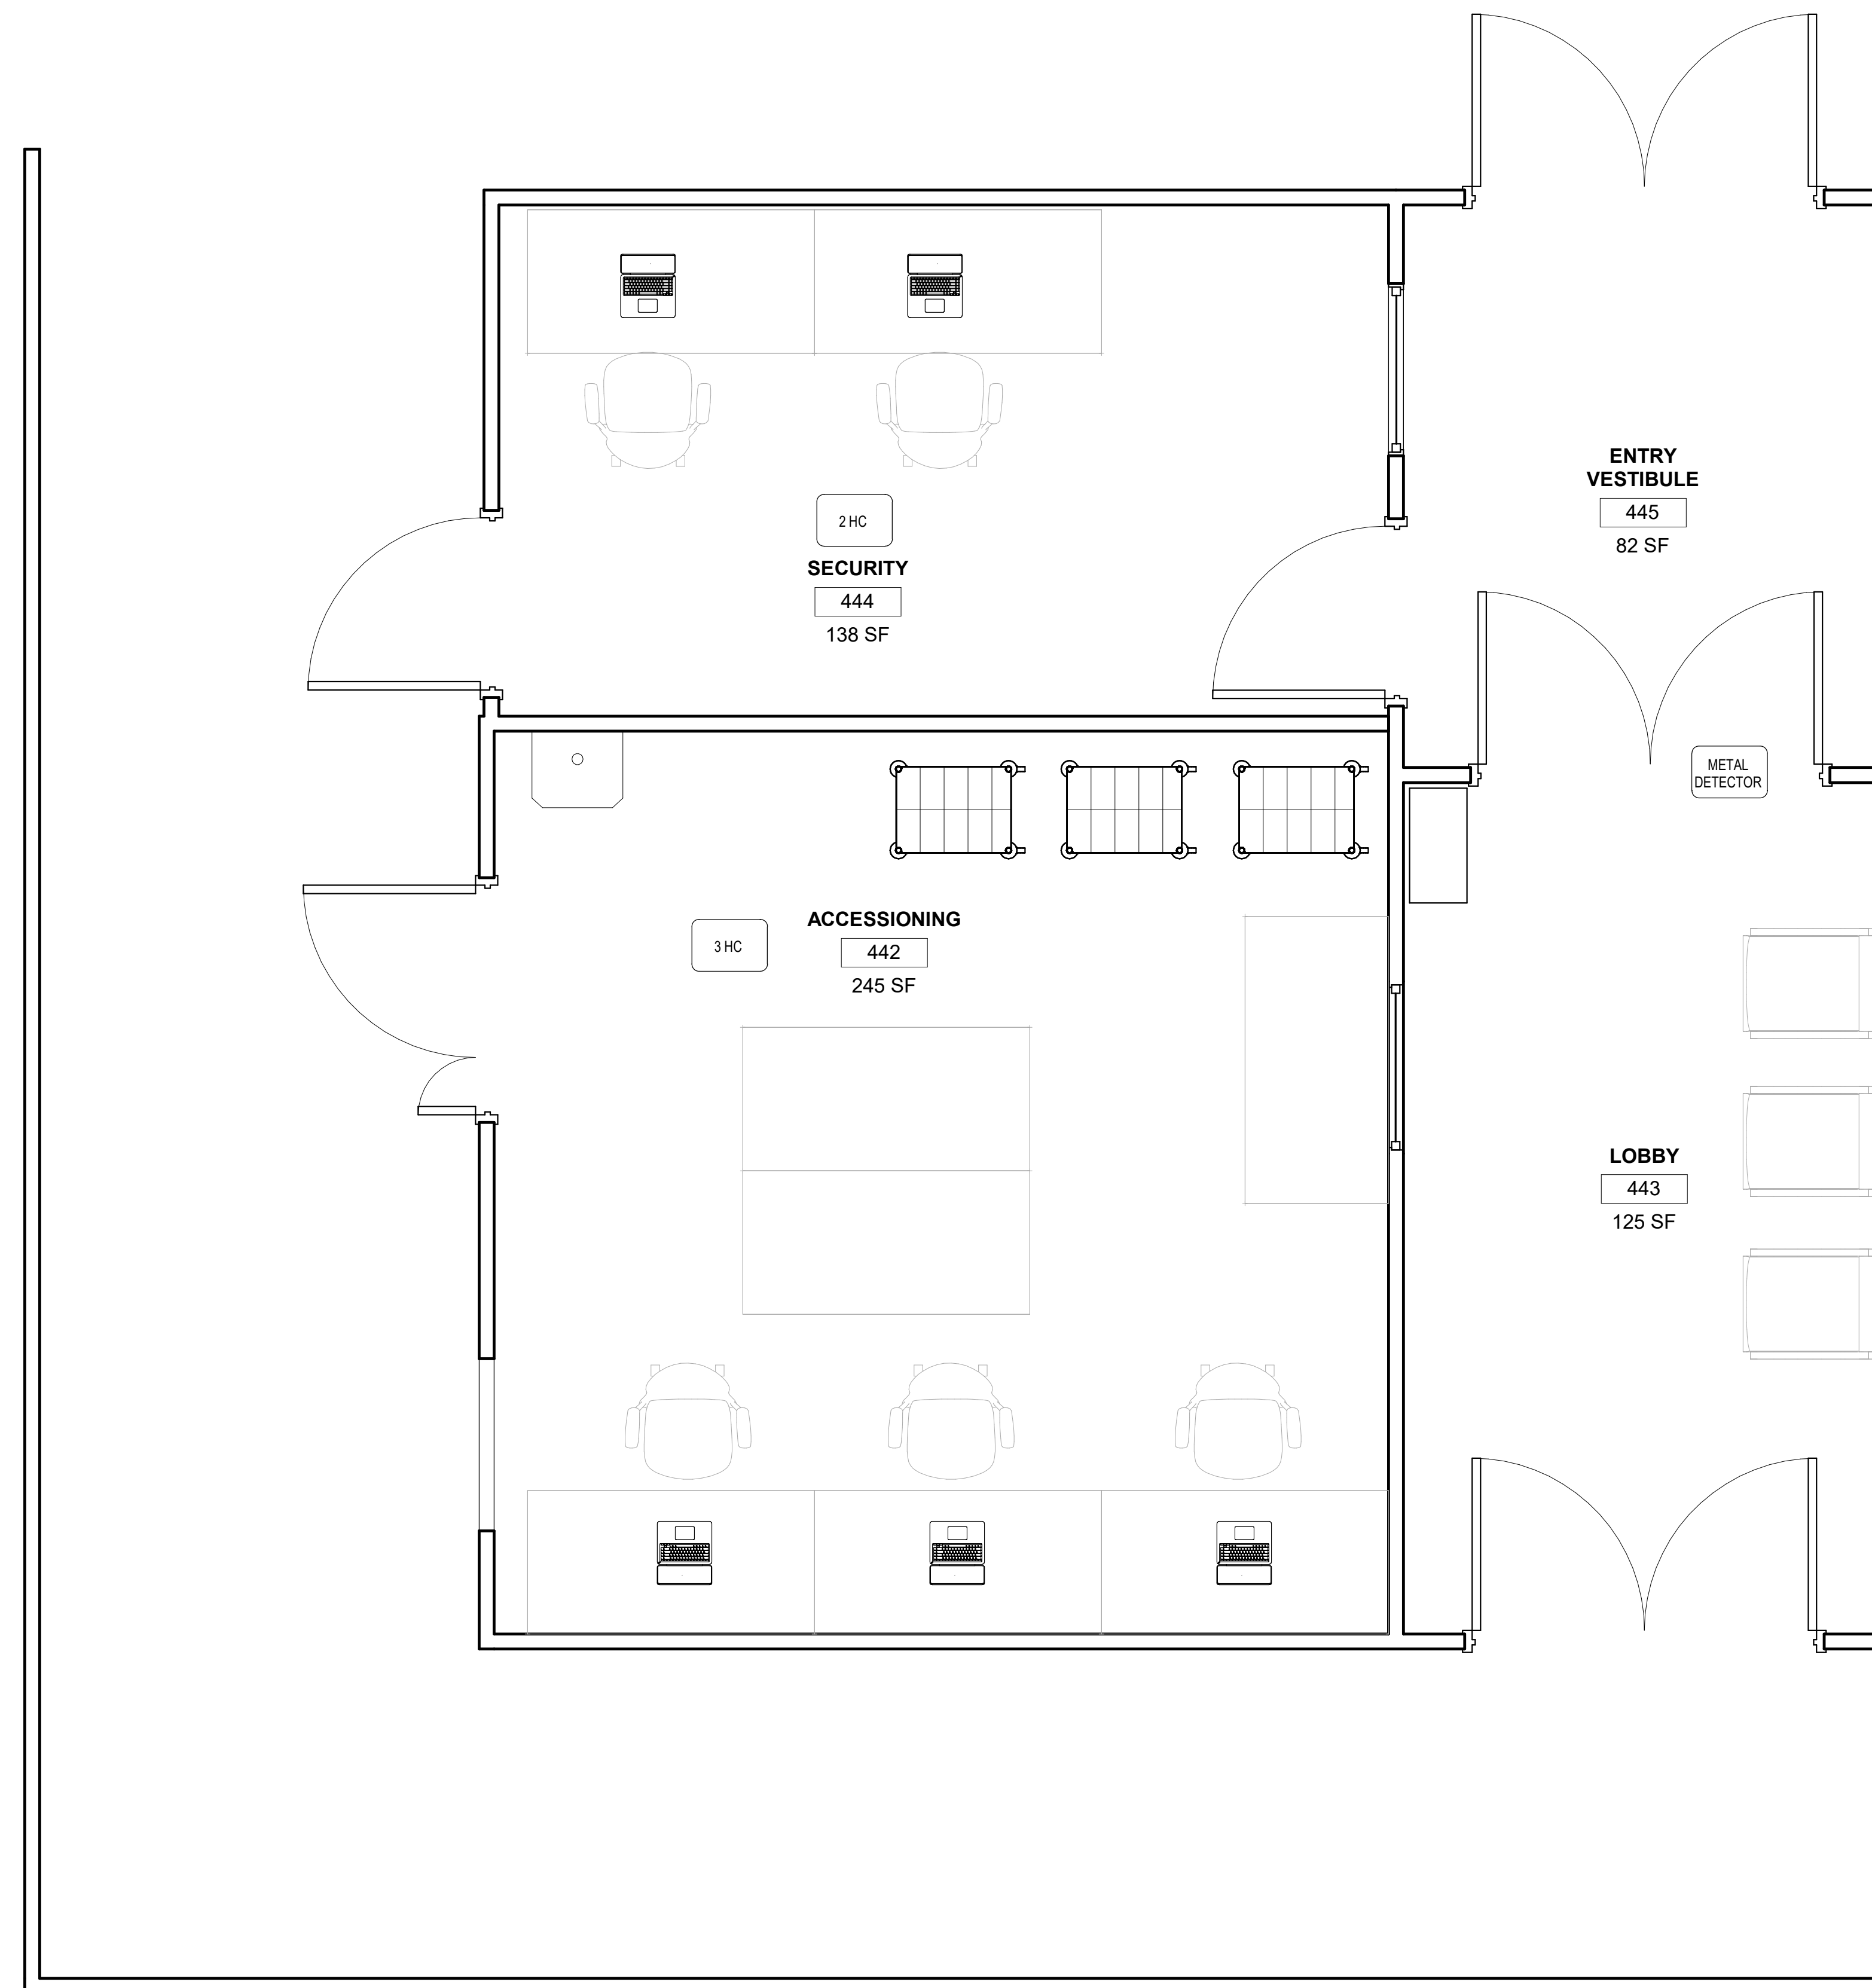 ENTRY
VESTIBULE
445
82 SF
2 HC
SECURITY
444
138 SF
METAL
DETECTOR
3 HC
ACCESSIONING
442
245 SF
LOBBY
443
125 SF